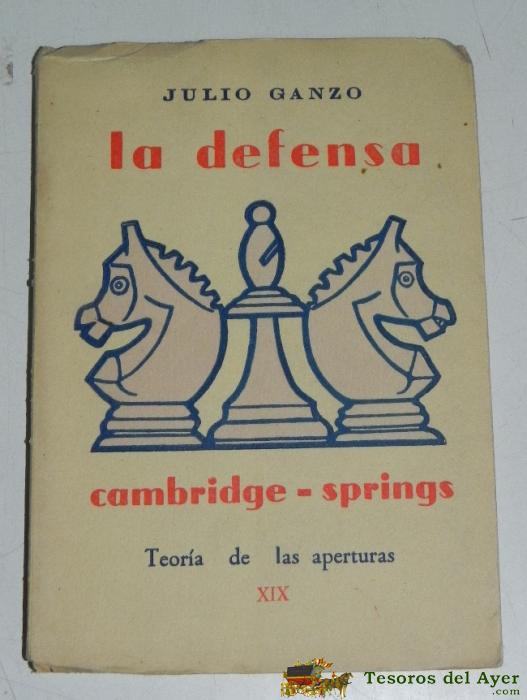 JULIO GANZO
la defensa
cambridge - springs
Teoría de las aperturas
XIX
Tesoros del Ayer
.com